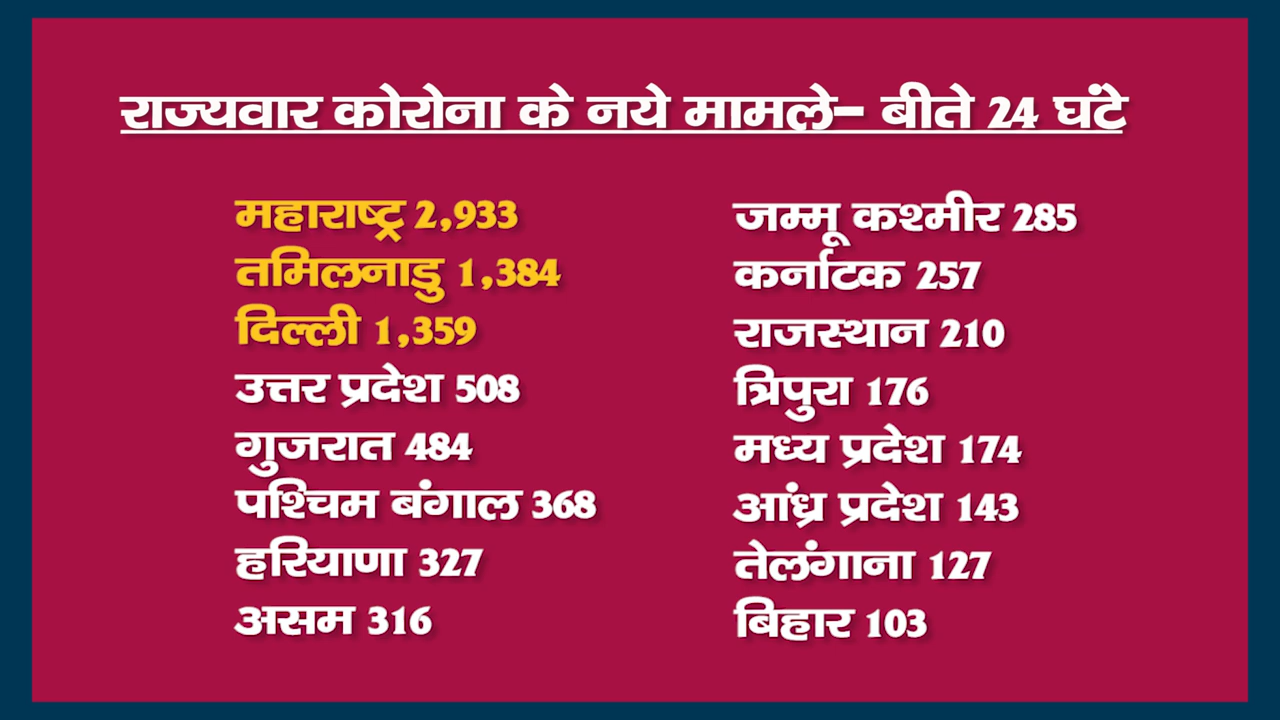 राज्यवार कोरोना के नये मामले– बीते 24 घंटे
महाराष्ट्र 2,933
तमिलनाडु 1,384
दिल्ली 1,359
उत्तर प्रदेश 508
गुजरात 484
पश्चिम बंगाल 368
हरियाणा 327
असम 316
जम्मू कश्मीर 285
कर्नाटक 257
राजस्थान 210
त्रिपुरा 176
मध्य प्रदेश 174
आंध्र प्रदेश 143
तेलंगाना 127
बिहार 103